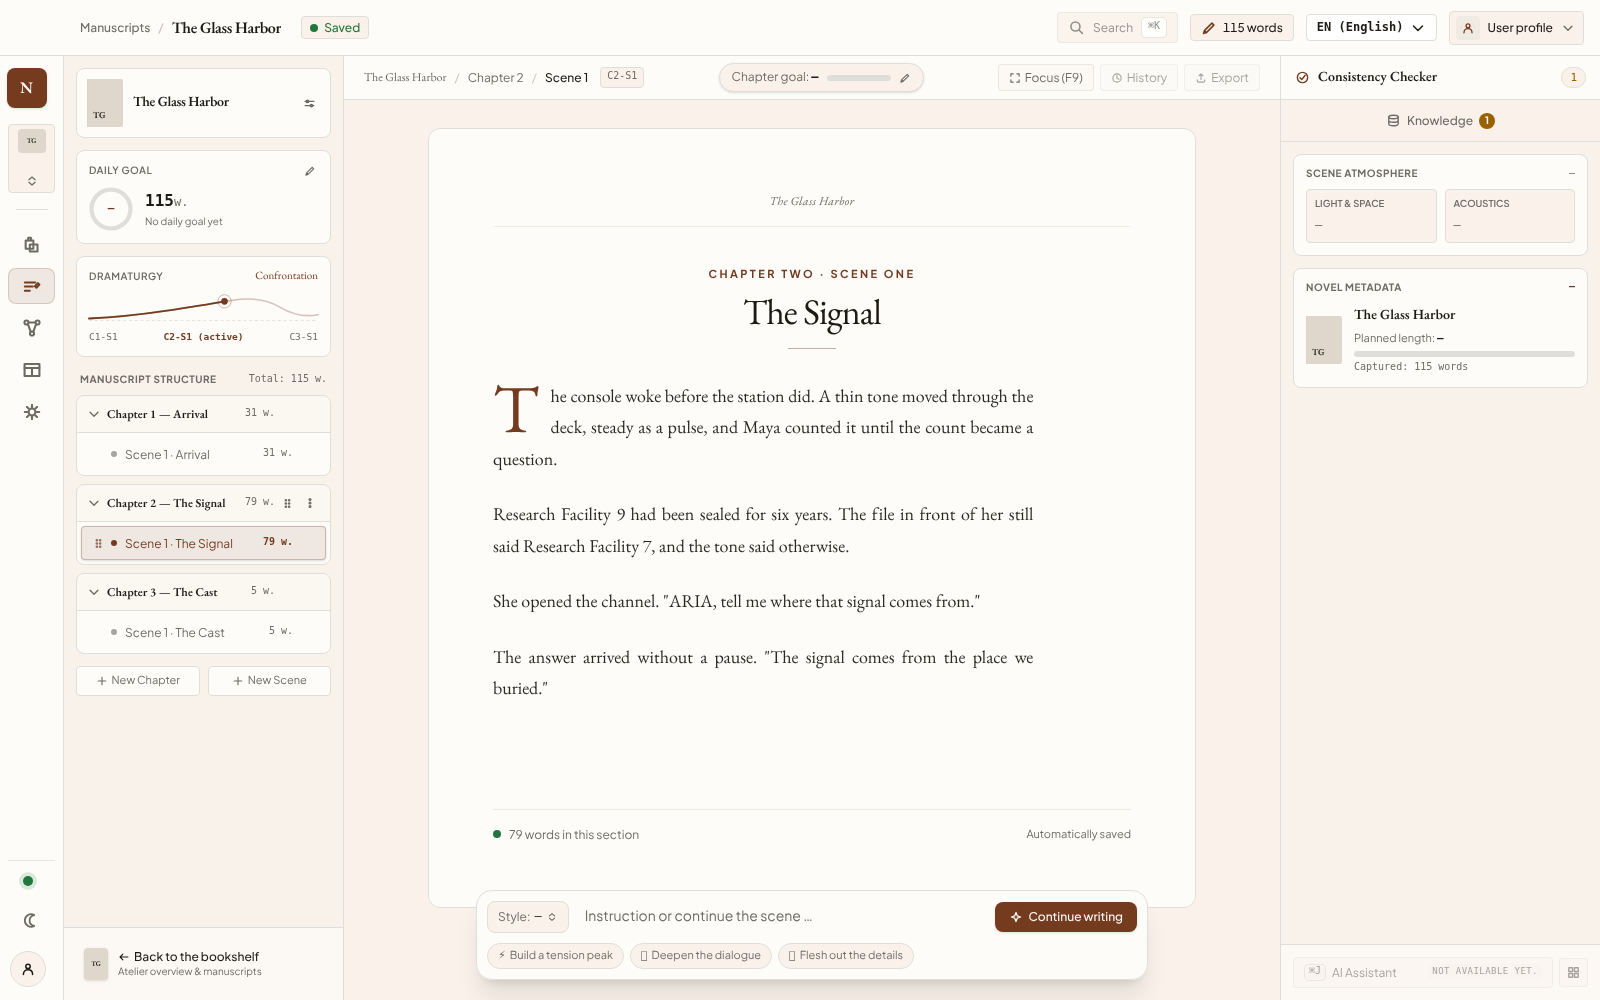 Manuscripts / The Glass Harbor Saved
Search ⌘K 115 words EN (English) User profile
N
TG
TG The Glass Harbor
DAILY GOAL
– 115w.
No daily goal yet
DRAMATURGY Confrontation
C1-S1 C2-S1 (active) C3-S1
MANUSCRIPT STRUCTURE Total: 115 w.
Chapter 1 — Arrival 31 w.
Scene 1 · Arrival 31 w.
Chapter 2 — The Signal 79 w.
Scene 1 · The Signal 79 w.
Chapter 3 — The Cast 5 w.
Scene 1 · The Cast 5 w.
+ New Chapter + New Scene
TG ← Back to the bookshelf
Atelier overview & manuscripts
The Glass Harbor / Chapter 2 / Scene 1 C2-S1
Chapter goal: –
Focus (F9) History Export
The Glass Harbor
CHAPTER TWO · SCENE ONE
The Signal
The console woke before the station did. A thin tone moved through the
deck, steady as a pulse, and Maya counted it until the count became a
question.
Research Facility 9 had been sealed for six years. The file in front of her still
said Research Facility 7, and the tone said otherwise.
She opened the channel. "ARIA, tell me where that signal comes from."
The answer arrived without a pause. "The signal comes from the place we
buried."
79 words in this section Automatically saved
Style: – Instruction or continue the scene ... Continue writing
⚡ Build a tension peak Deepen the dialogue Flesh out the details
Consistency Checker 1
Knowledge 1
SCENE ATMOSPHERE –
LIGHT & SPACE ACOUSTICS
– –
NOVEL METADATA –
TG The Glass Harbor
Planned length: –
Captured: 115 words
⌘J AI Assistant NOT AVAILABLE YET.